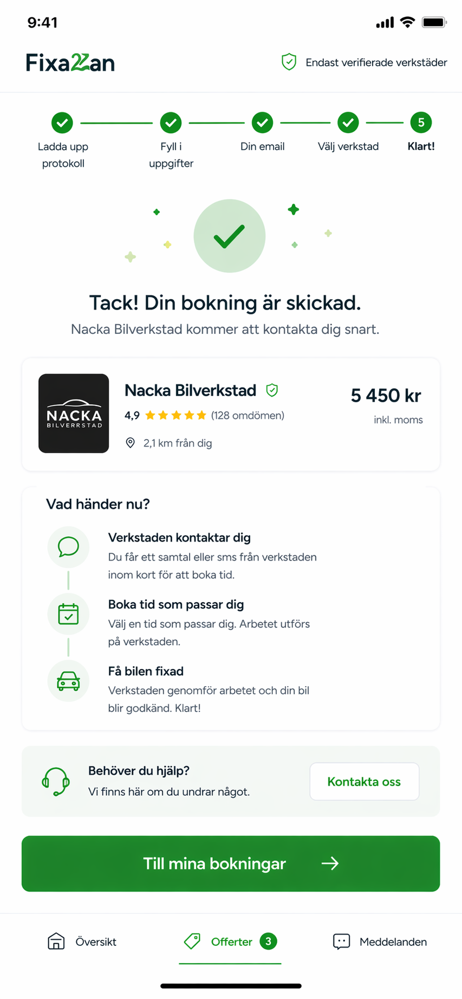 9:41
Fixa22an
Endast verifierade verkstäder
5
Ladda upp protokoll
Fyll i uppgifter
Din email
Välj verkstad
Klart!
Tack! Din bokning är skickad.
Nacka Bilverkstad kommer att kontakta dig snart.
NACKA
BILVERRSTAD
Nacka Bilverkstad
4,9 (128 omdömen)
2,1 km från dig
5 450 kr
inkl. moms
Vad händer nu?
Verkstaden kontaktar dig
Du får ett samtal eller sms från verkstaden
inom kort för att boka tid.
Boka tid som passar dig
Välj en tid som passar dig. Arbetet utförs
på verkstaden.
Få bilen fixad
Verkstaden genomför arbetet och din bil
blir godkänd. Klart!
Behöver du hjälp?
Vi finns här om du undrar något.
Kontakta oss
Till mina bokningar
Översikt
Offerter 3
Meddelanden